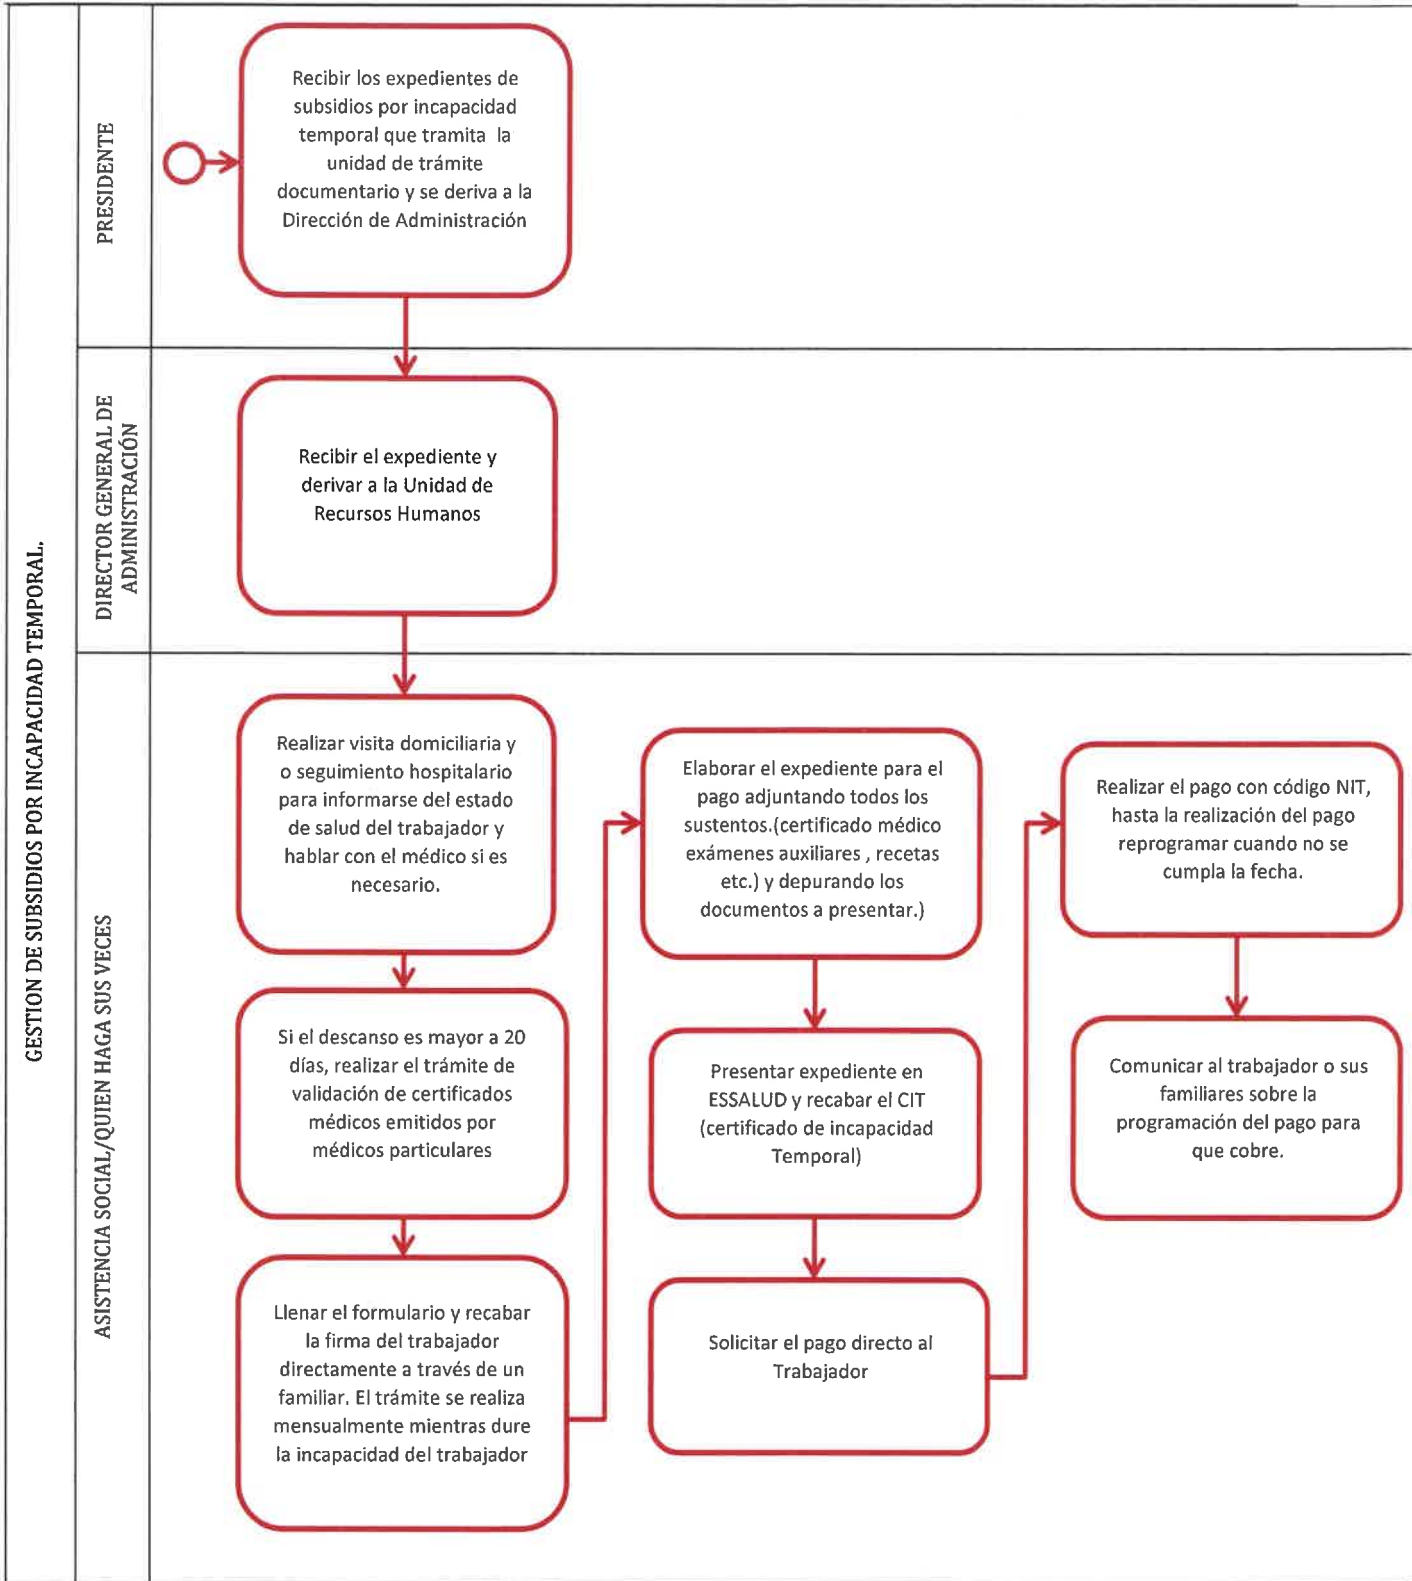 GESTION DE SUBSIDIOS POR INCAPACIDAD TEMPORAL.
PRESIDENTE
Recibir los expedientes de
subsidios por incapacidad
temporal que tramita la
unidad de trámite
documentario y se deriva a la
Dirección de Administración
DIRECTOR GENERAL DE
ADMINISTRACIÓN
Recibir el expediente y
derivar a la Unidad de
Recursos Humanos
ASISTENCIA SOCIAL/QUIEN HAGA SUS VECES
Realizar visita domiciliaria y
o seguimiento hospitalario
para informarse del estado
de salud del trabajador y
hablar con el médico si es
necesario.
Si el descanso es mayor a 20
días, realizar el trámite de
validación de certificados
médicos emitidos por
médicos particulares
Llenar el formulario y recabar
la firma del trabajador
directamente a través de un
familiar. El trámite se realiza
mensualmente mientras dure
la incapacidad del trabajador
Elaborar el expediente para el
pago adjuntando todos los
sustentos.(certificado médico
exámenes auxiliares , recetas
etc.) y depurando los
documentos a presentar.)
Presentar expediente en
ESSALUD y recabar el CIT
(certificado de incapacidad
Temporal)
Solicitar el pago directo al
Trabajador
Realizar el pago con código NIT,
hasta la realización del pago
reprogramar cuando no se
cumpla la fecha.
Comunicar al trabajador o sus
familiares sobre la
programación del pago para
que cobre.